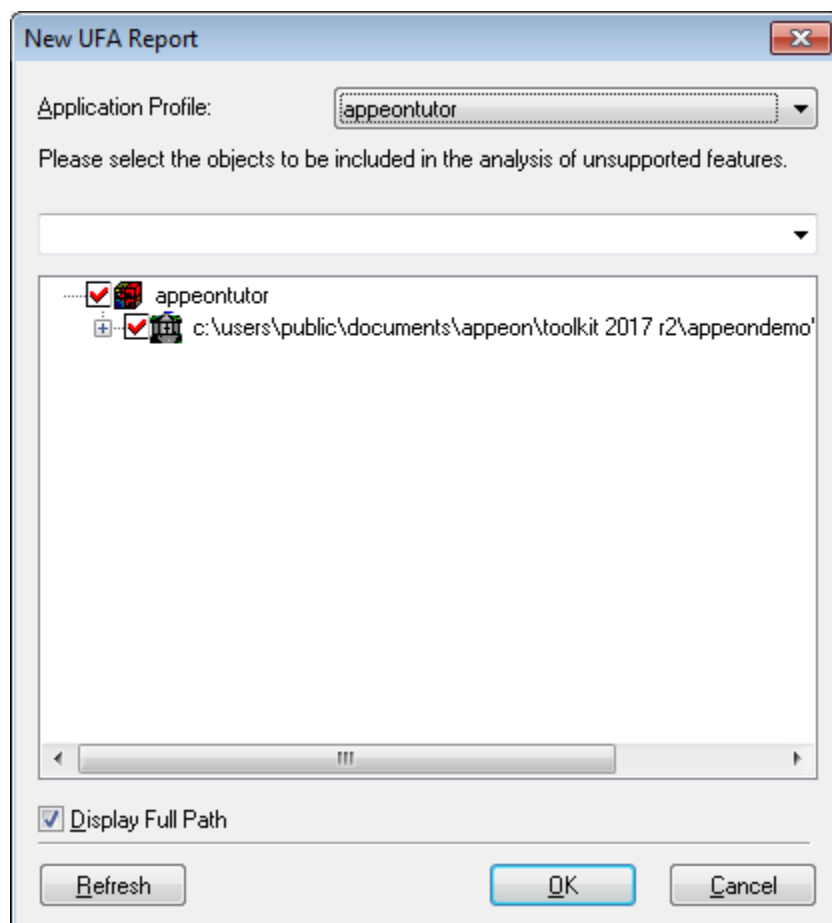 New UFA Report
Application Profile:
appeontutor
Please select the objects to be included in the analysis of unsupported features.
appeontutor
c:\users\public\documents\appeon\toolkit 2017 r2\appeondemo'
Display Full Path
Refresh
OK
Cancel